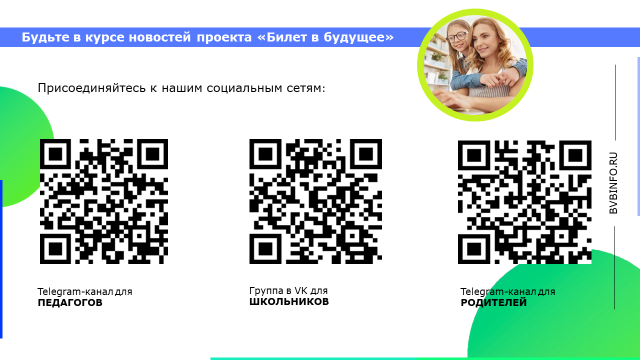 Будьте в курсе новостей проекта «Билет в будущее»
Присоединяйтесь к нашим социальным сетям:
BVBINFO.RU
Telegram-канал для
ПЕДАГОГОВ
Группа в VK для
ШКОЛЬНИКОВ
Telegram-канал для
РОДИТЕЛЕЙ